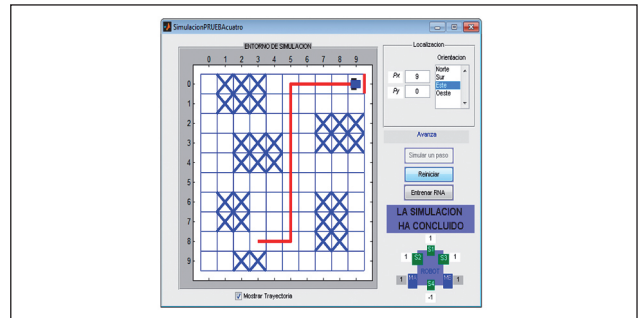 SimulacionPRUEBAcuatro
ENTORNO DE SIMULACION
0 1 2 3 4 5 6 7 8 9
0
1
2
3
4
5
6
7
8
9
Mostrar Trayectoria
Localizacion
Orientacion
Px 9
Py 0
Norte
Sur
Este
Oeste
Avanza
Simular un paso
Reiniciar
Entrenar RNA
LA SIMULACION
HA CONCLUIDO
1
S1
1 S2 S3 1
ROBOT
1 1
S4
-1